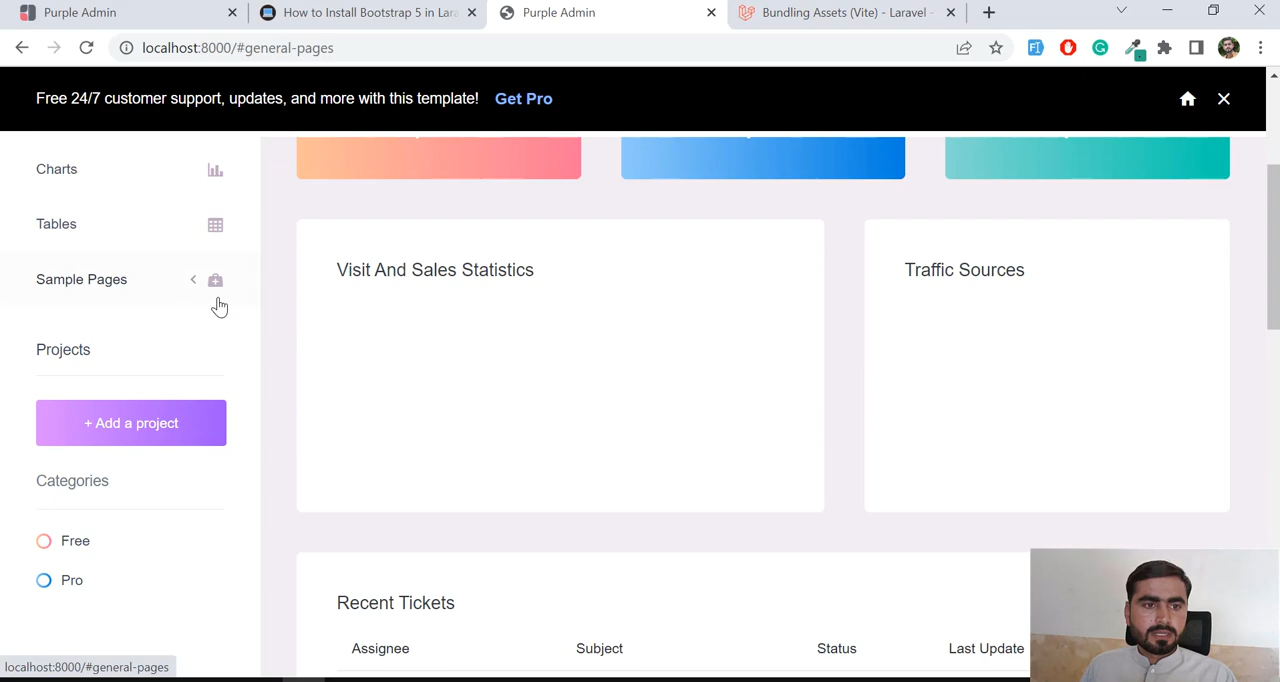 Purple Admin
How to Install Bootstrap 5 in Lara
Purple Admin
Bundling Assets (Vite) - Laravel -
localhost:8000/#general-pages
Free 24/7 customer support, updates, and more with this template! Get Pro
Charts
Tables
Sample Pages
Projects
+ Add a project
Categories
Free
Pro
Visit And Sales Statistics
Traffic Sources
Recent Tickets
Assignee Subject Status Last Update
localhost:8000/#general-pages